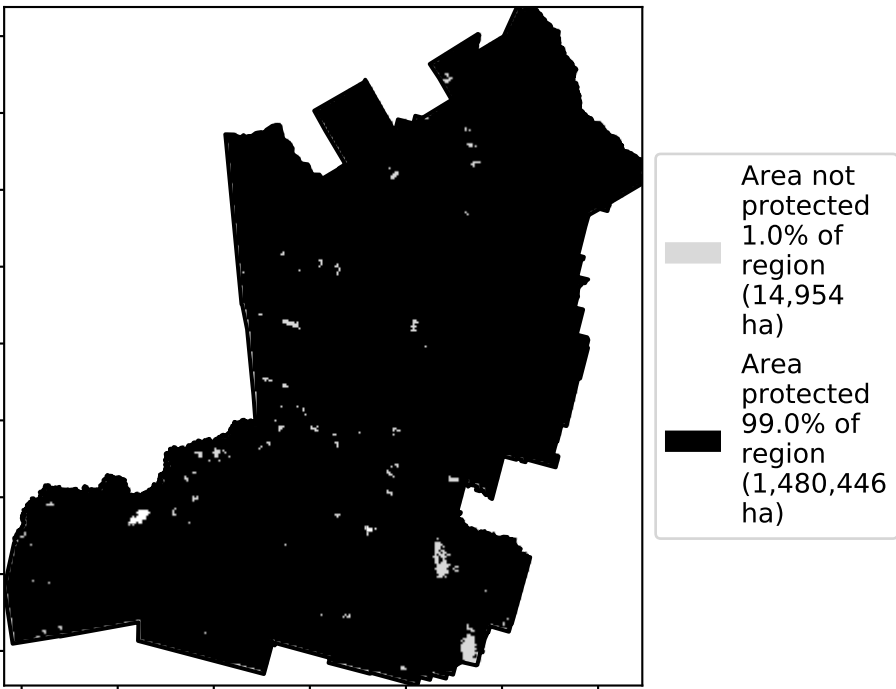 Area not
protected
1.0% of
region
(14,954
ha)
Area
protected
99.0% of
region
(1,480,446
ha)